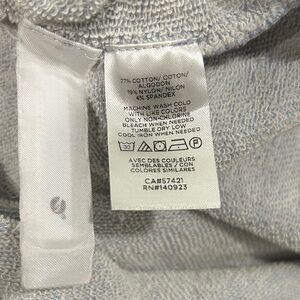 77% COTTON/ COTON/
ALGODON
19% NYLON/ NILON
4% SPANDEX
MACHINE WASH COLD
WITH LIKE COLORS
ONLY NON-CHLORINE
BLEACH WHEN NEEDED
TUMBLE DRY LOW
COOL IRON WHEN NEEDED
AVEC DES COULEURS
SEMBLABLES / CON
COLORES SIMILARES
CA#57421
RN#140923